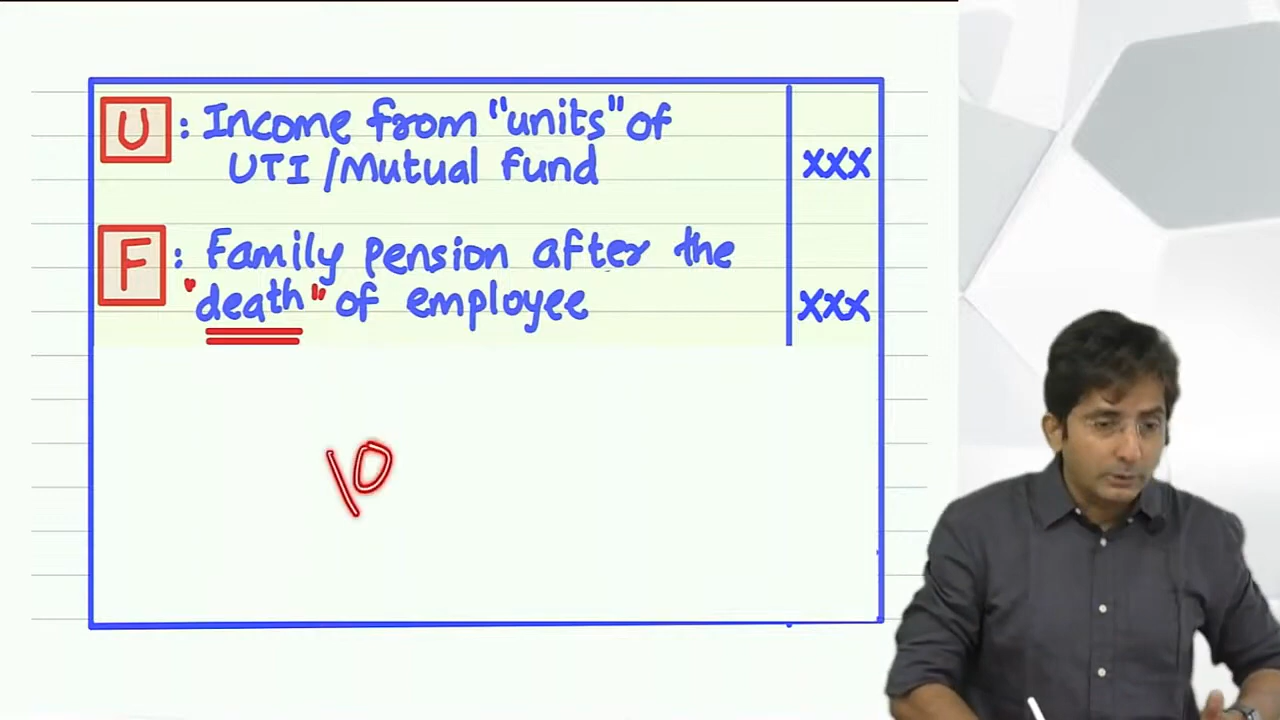 U : Income from "units" of
UTI/Mutual Fund XXX
F : Family pension after the
"death" of employee XXX
10